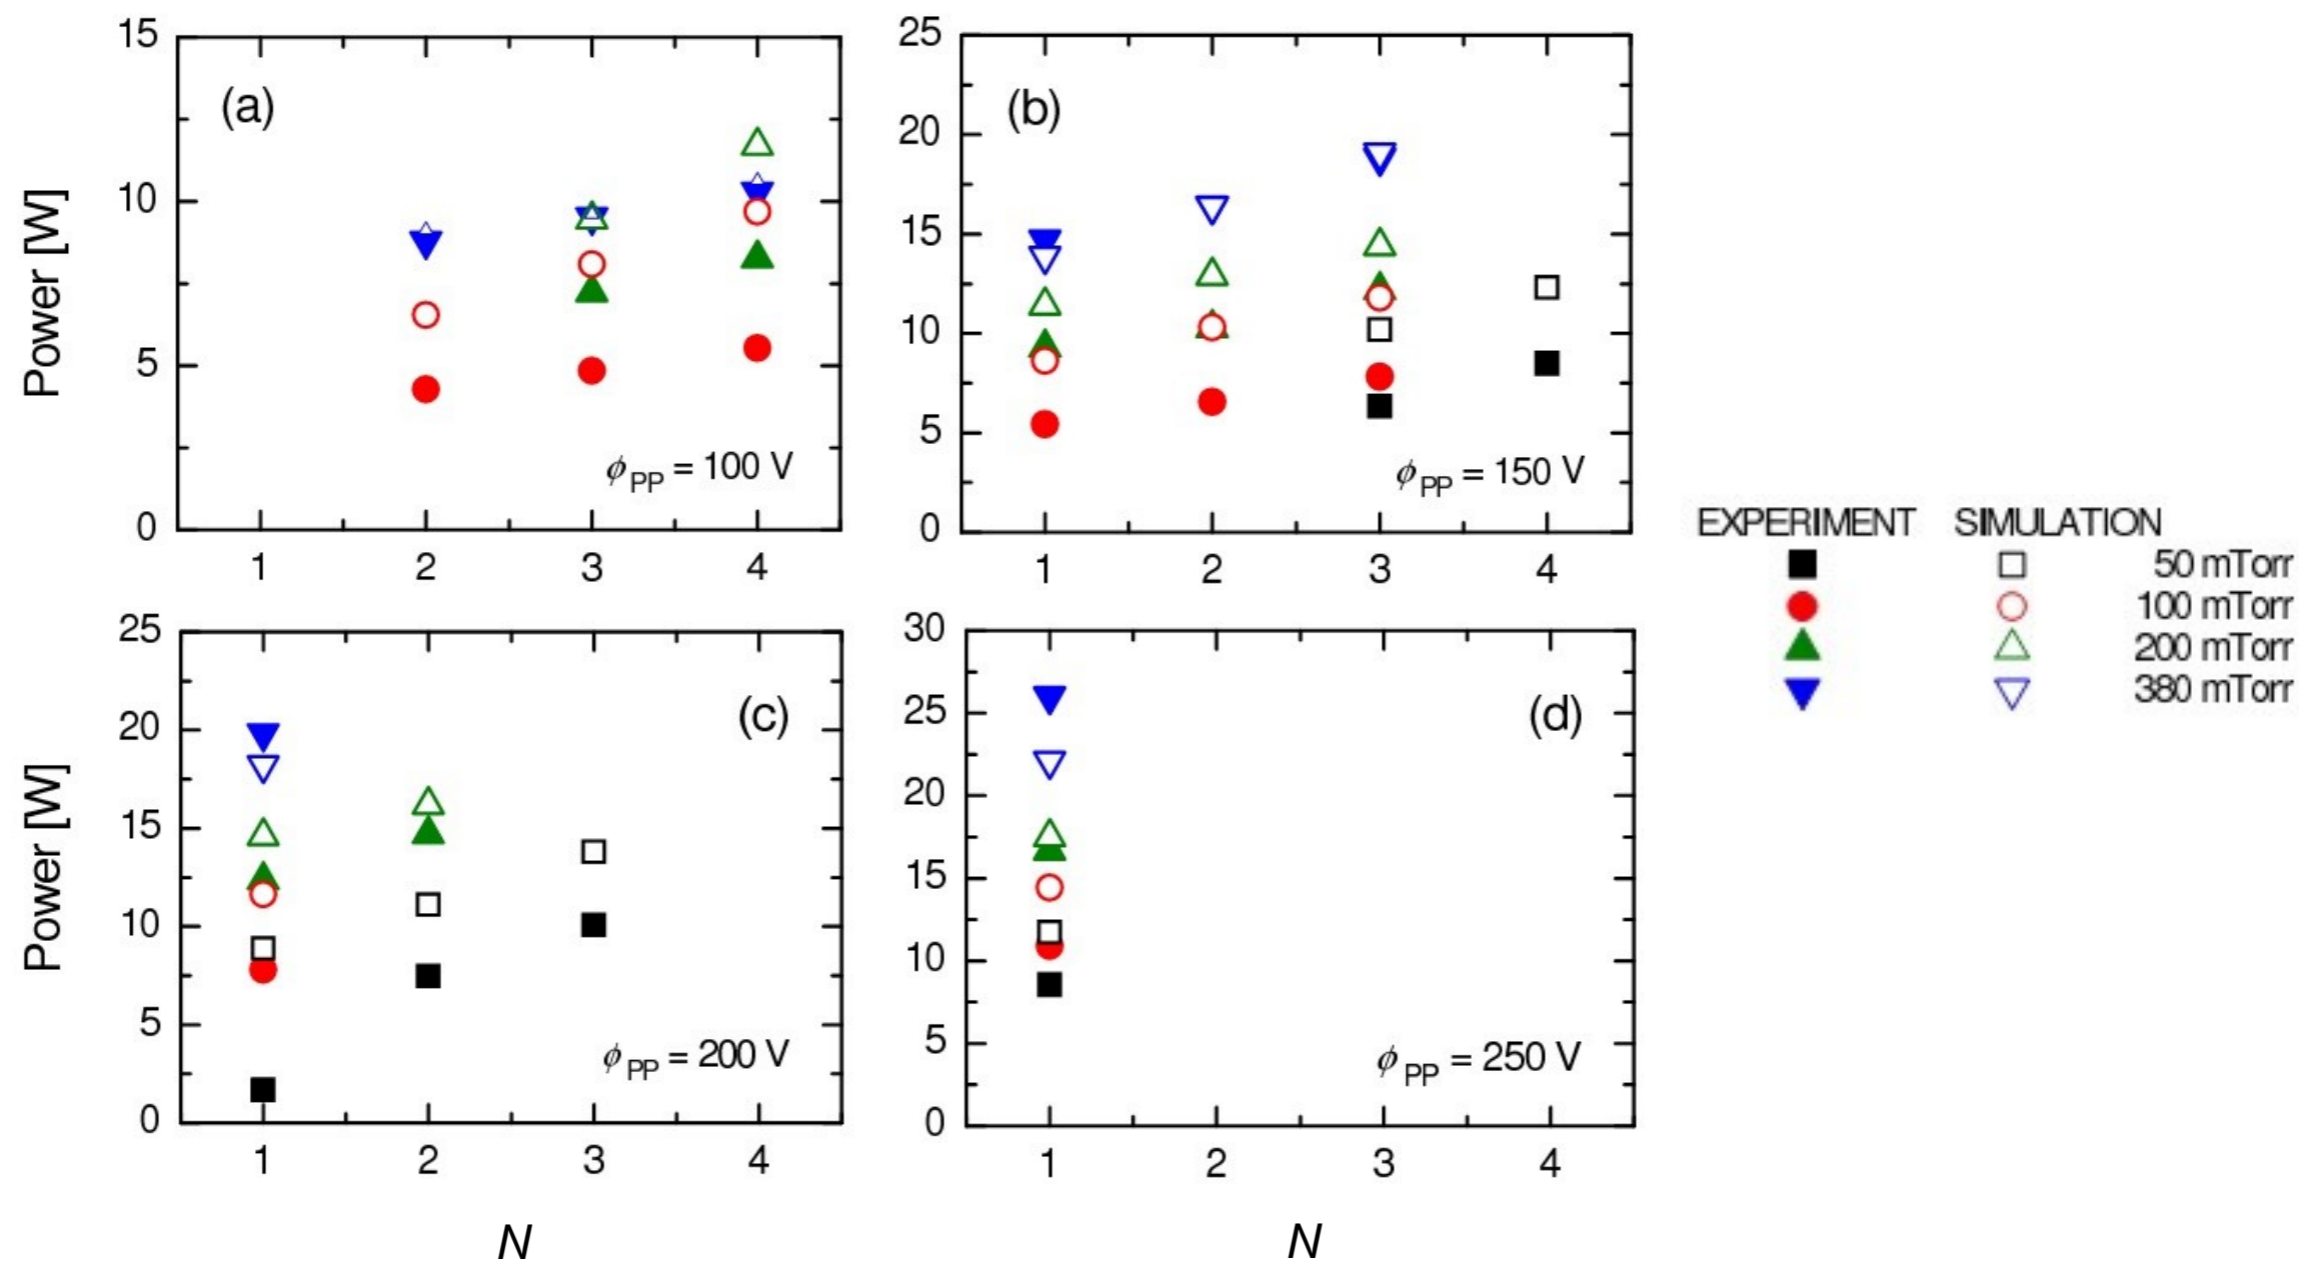 (a)
Power [W]
15
10
5
0
1 2 3 4
ϕPP = 100 V
(b)
25
20
15
10
5
0
1 2 3 4
ϕPP = 150 V
EXPERIMENT SIMULATION
50 mTorr
100 mTorr
200 mTorr
380 mTorr
(c)
Power [W]
25
20
15
10
5
0
1 2 3 4
ϕPP = 200 V
N
(d)
30
25
20
15
10
5
0
1 2 3 4
ϕPP = 250 V
N